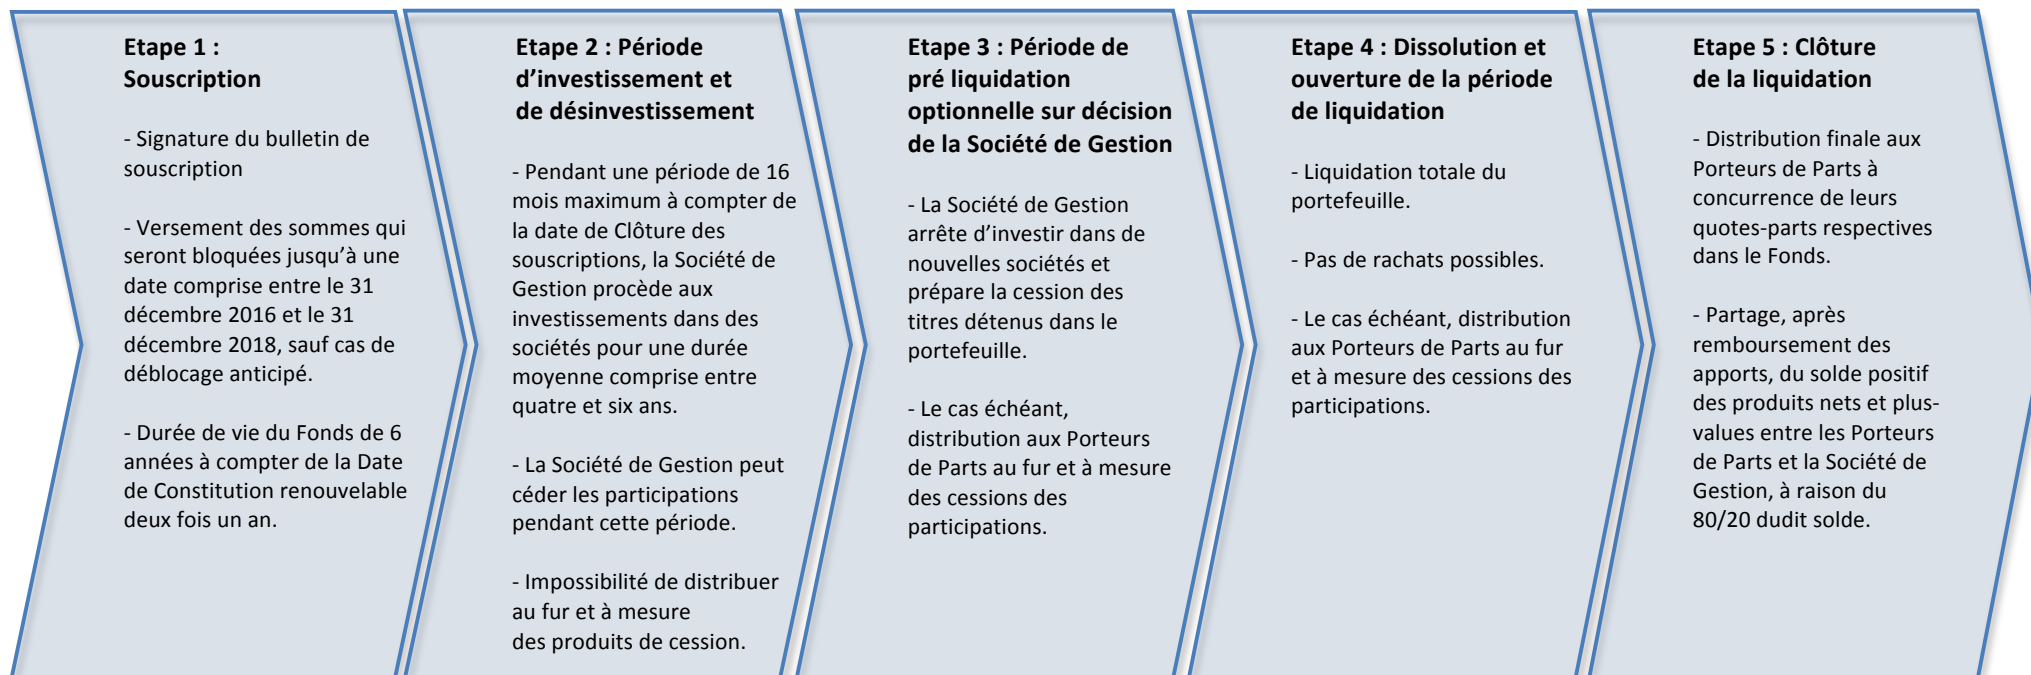 Etape 1 :
Souscription
- Signature du bulletin de
souscription
- Versement des sommes qui
seront bloquées jusqu’à une
date comprise entre le 31
décembre 2016 et le 31
décembre 2018, sauf cas de
déblocage anticipé.
- Durée de vie du Fonds de 6
années à compter de la Date
de Constitution renouvelable
deux fois un an.
Etape 2 : Période
d’investissement et
de désinvestissement
- Pendant une période de 16
mois maximum à compter de
la date de Clôture des
souscriptions, la Société de
Gestion procède aux
investissements dans des
sociétés pour une durée
moyenne comprise entre
quatre et six ans.
- La Société de Gestion peut
céder les participations
pendant cette période.
- Impossibilité de distribuer
au fur et à mesure
des produits de cession.
Etape 3 : Période de
pré liquidation
optionnelle sur décision
de la Société de Gestion
- La Société de Gestion
arrête d’investir dans de
nouvelles sociétés et
prépare la cession des
titres détenus dans le
portefeuille.
- Le cas échéant,
distribution aux Porteurs
de Parts au fur et à mesure
des cessions des
participations.
Etape 4 : Dissolution et
ouverture de la période
de liquidation
- Liquidation totale du
portefeuille.
- Pas de rachats possibles.
- Le cas échéant, distribution
aux Porteurs de Parts au fur
et à mesure des cessions des
participations.
Etape 5 : Clôture
de la liquidation
- Distribution finale aux
Porteurs de Parts à
concurrence de leurs
quotes-parts respectives
dans le Fonds.
- Partage, après
remboursement des
apports, du solde positif
des produits nets et plus-
values entre les Porteurs
de Parts et la Société de
Gestion, à raison du
80/20 dudit solde.